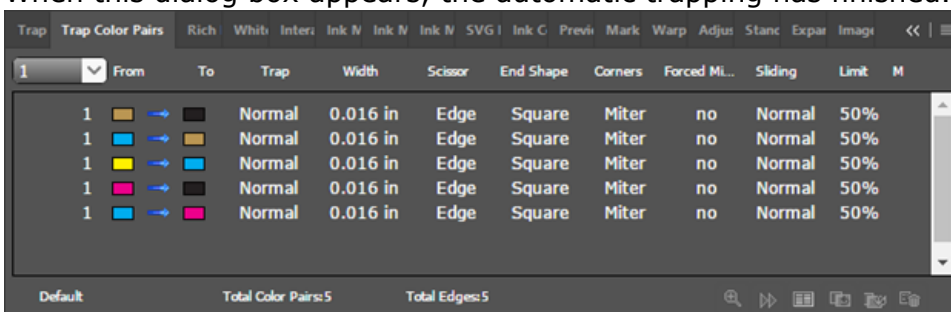 When this dialog box appears, the automatic trapping has finished.
Trap Trap Color Pairs Rich Inter Ink Ink Ink SVG Ink Previ Mark Warp Adjus Stanc Expar Image
1 From To Trap Width Scissor End Shape Corners Forced Mi... Sliding Limit M
1 Normal 0.016 in Edge Square Miter no Normal 50%
1 Normal 0.016 in Edge Square Miter no Normal 50%
1 Normal 0.016 in Edge Square Miter no Normal 50%
1 Normal 0.016 in Edge Square Miter no Normal 50%
1 Normal 0.016 in Edge Square Miter no Normal 50%
Default Total Color Pairs:5 Total Edges:5